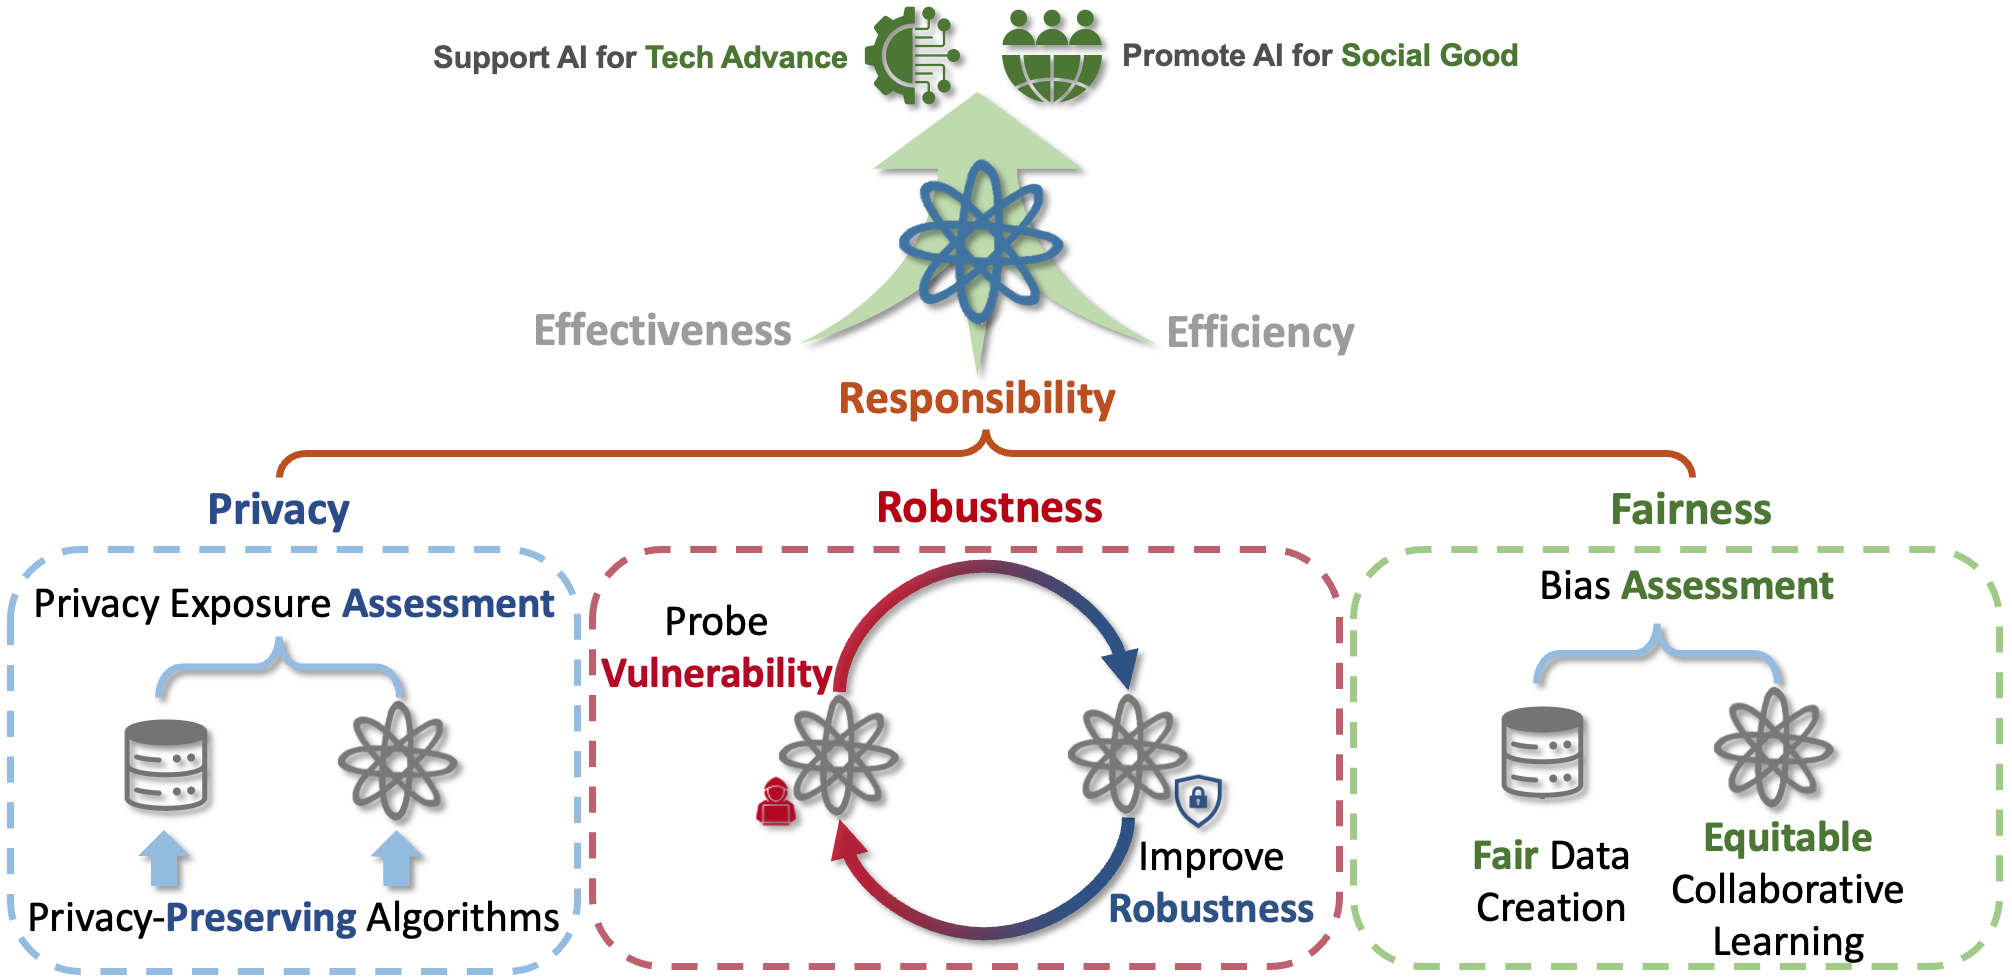 Support AI for Tech Advance
Promote AI for Social Good
Effectiveness
Efficiency
Responsibility
Privacy
Robustness
Fairness
Privacy Exposure Assessment
Privacy-Preserving Algorithms
Probe
Vulnerability
Improve
Robustness
Bias Assessment
Fair Data
Creation
Equitable
Collaborative
Learning